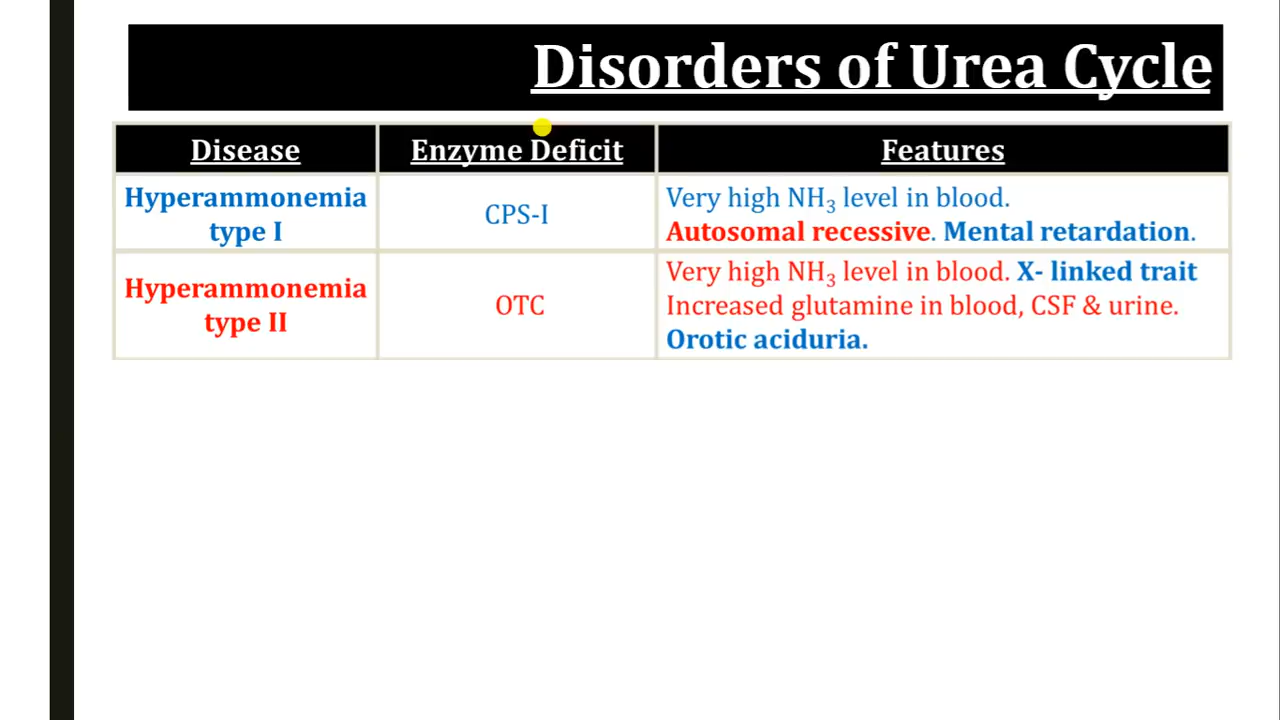 Disorders of Urea Cycle
Disease
Enzyme Deficit
Features
Hyperammonemia
type I
CPS-I
Very high NH₃ level in blood.
Autosomal recessive. Mental retardation.
Hyperammonemia
type II
OTC
Very high NH₃ level in blood. X- linked trait
Increased glutamine in blood, CSF & urine.
Orotic aciduria.